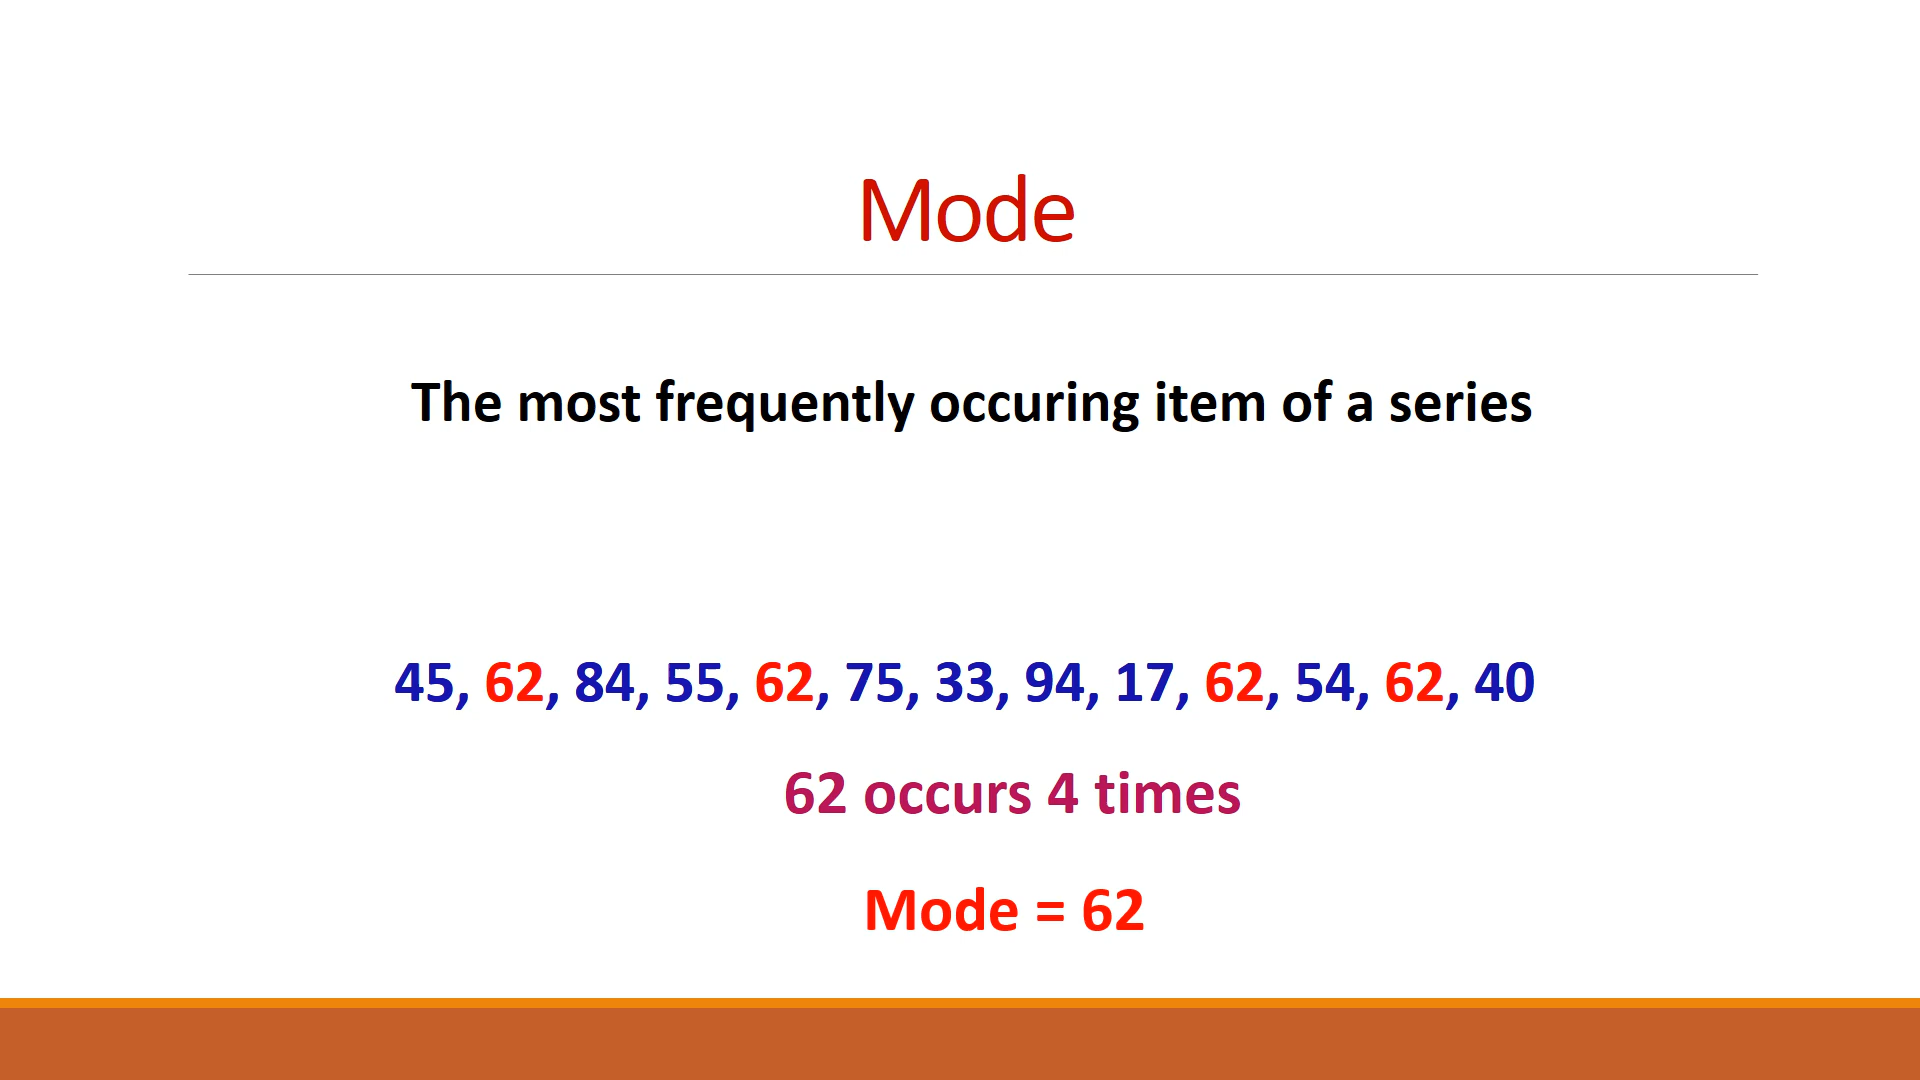 Mode
The most frequently occuring item of a series
45, 62, 84, 55, 62, 75, 33, 94, 17, 62, 54, 62, 40
62 occurs 4 times
Mode = 62